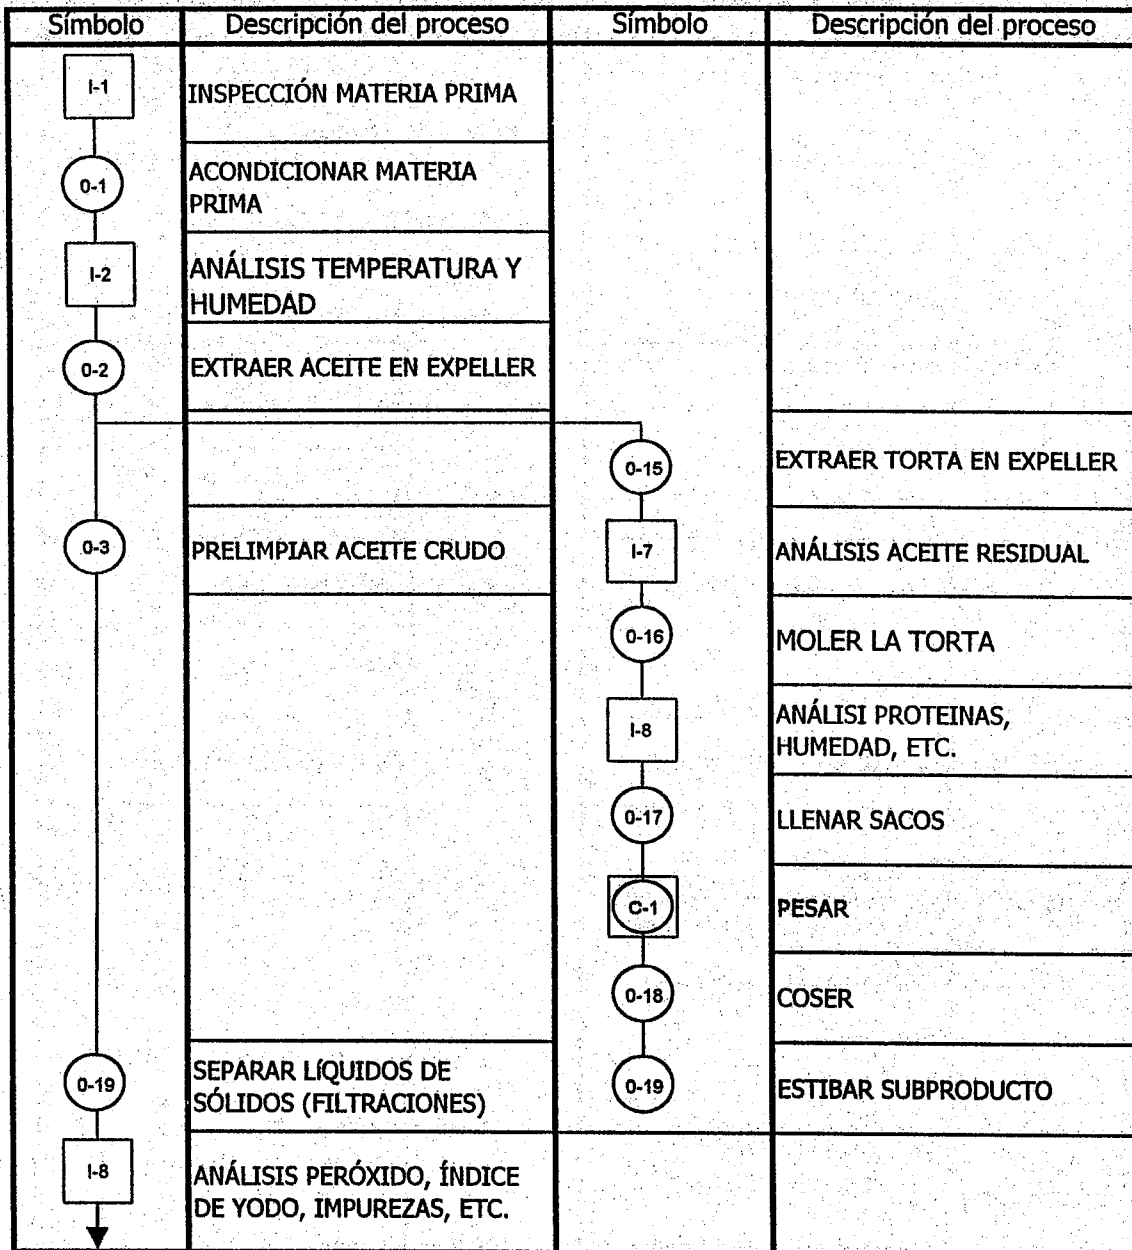 Símbolo
Descripción del proceso
Símbolo
Descripción del proceso
I-1
INSPECCIÓN MATERIA PRIMA
0-1
ACONDICIONAR MATERIA
PRIMA
I-2
ANÁLISIS TEMPERATURA Y
HUMEDAD
0-2
EXTRAER ACEITE EN EXPELLER
0-15
EXTRAER TORTA EN EXPELLER
0-3
PRELIMPIAR ACEITE CRUDO
I-7
ANÁLISIS ACEITE RESIDUAL
0-16
MOLER LA TORTA
I-8
ANÁLISI PROTEINAS,
HUMEDAD, ETC.
0-17
LLENAR SACOS
C-1
PESAR
0-18
COSER
0-19
SEPARAR LÍQUIDOS DE
SÓLIDOS (FILTRACIONES)
0-19
ESTIBAR SUBPRODUCTO
I-8
ANÁLISIS PERÓXIDO, ÍNDICE
DE YODO, IMPUREZAS, ETC.